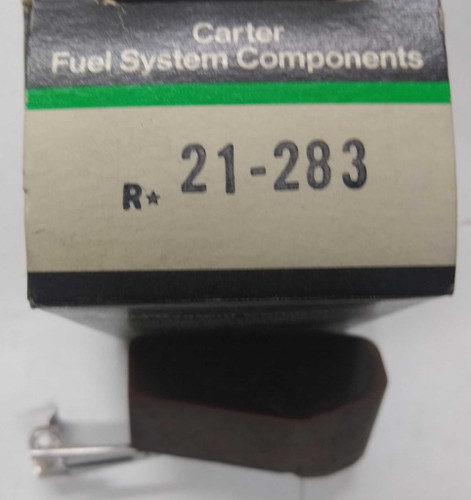 Carter
Fuel System Components
R★ 21-283